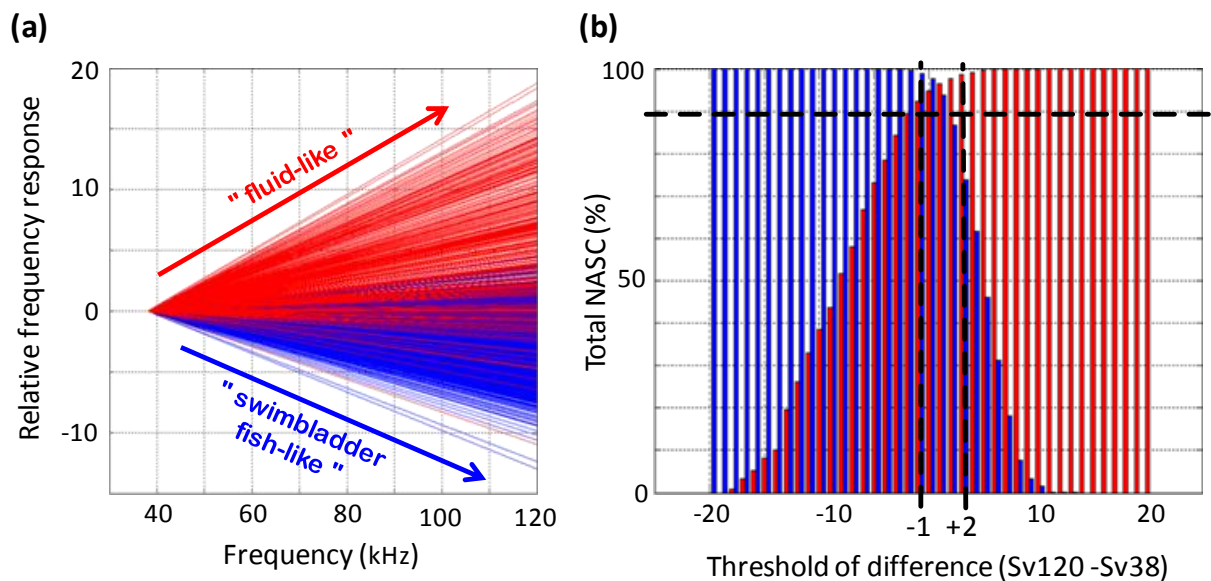 (a)
20
10
0
-10
Relative frequency response
" fluid-like "
" swimbladder
fish-like "
40
60
80
100
120
Frequency (kHz)
(b)
100
50
0
Total NASC (%)
-20
-10
-1
+2
10
20
Threshold of difference (Sv120 -Sv38)